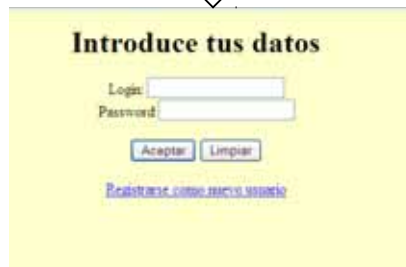 Introduce tus datos
Login:
Password:
Aceptar Limpiar
Registrarse como nuevo usuario